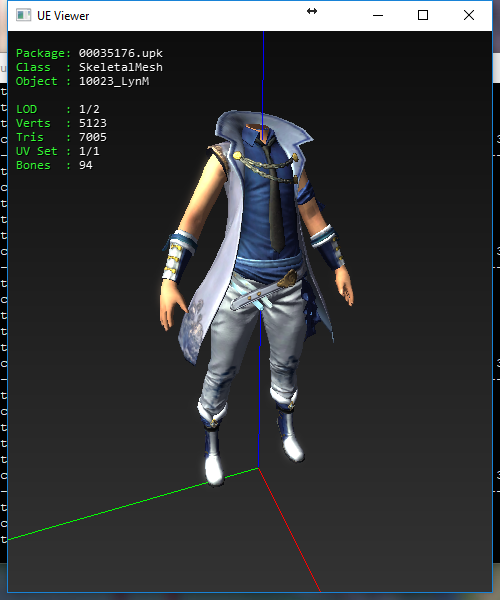 UE Viewer
Package: 00035176.upk
Class : SkeletalMesh
Object : 10023_LynM
LOD : 1/2
Verts : 5123
Tris : 7005
UV Set : 1/1
Bones : 94